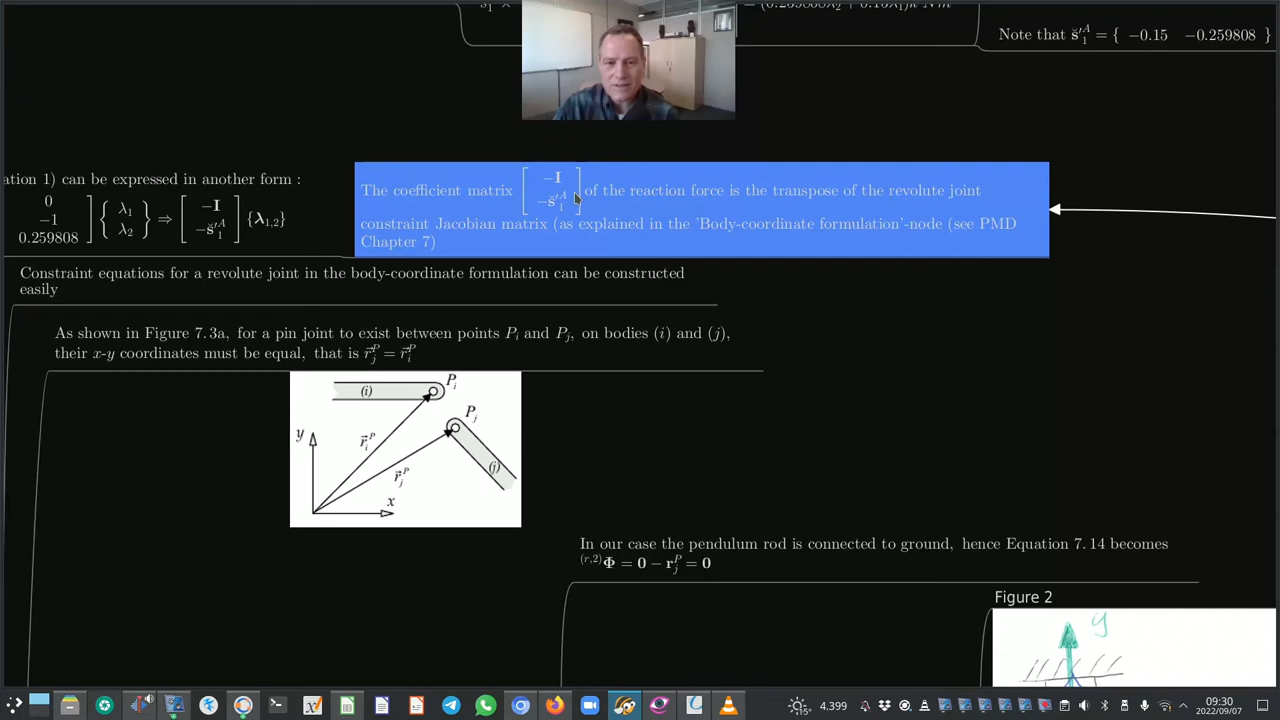 Note that s̆′₁ᴬ = { −0.15 −0.259808 }
ation 1) can be expressed in another form :
0
−1
0.259808 ] { λ₁ λ₂ } ⇒ [ −I −s̆′₁ᴬ ] {λ₁,₂}
The coefficient matrix [ −I −s̆′₁ᴬ ] of the reaction force is the transpose of the revolute joint
constraint Jacobian matrix (as explained in the 'Body-coordinate formulation'-node (see PMD
Chapter 7)
Constraint equations for a revolute joint in the body-coordinate formulation can be constructed
easily
As shown in Figure 7.3a, for a pin joint to exist between points Pᵢ and Pⱼ, on bodies (i) and (j),
their x-y coordinates must be equal, that is r⃗ⱼᴾ = r⃗ᵢᴾ
(i)
Pᵢ
Pⱼ
y
r⃗ᵢᴾ
r⃗ⱼᴾ
(j)
x
In our case the pendulum rod is connected to ground, hence Equation 7.14 becomes
⁽ʳ,²⁾Φ = 0 − rⱼᴾ = 0
Figure 2
y
15°
4.399
09:30
2022/09/07